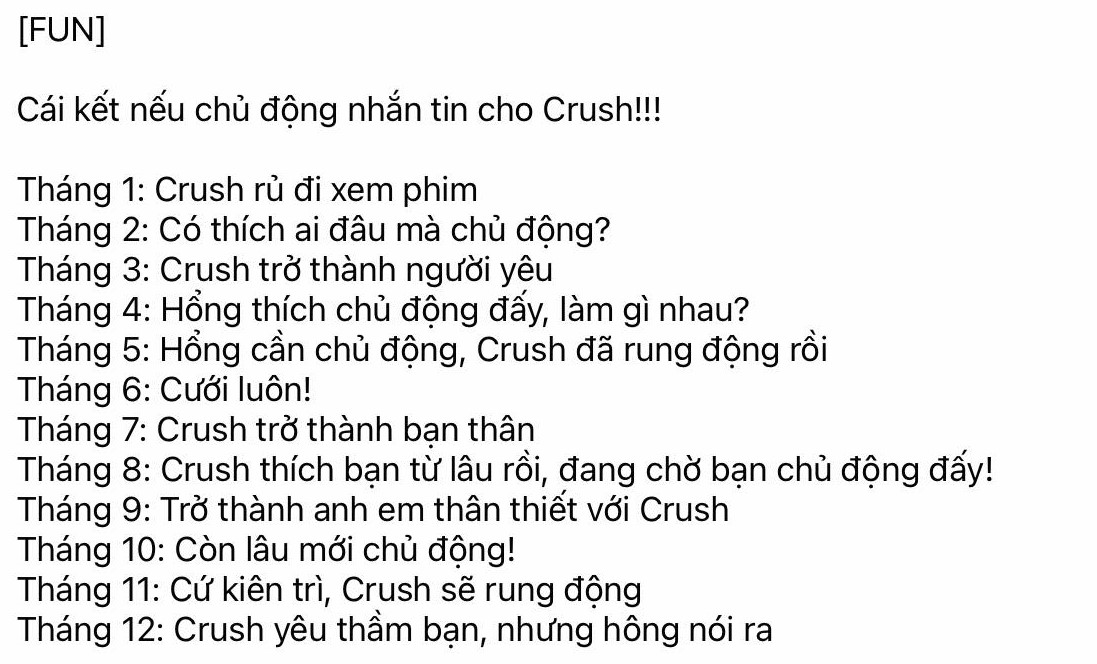 [FUN]
Cái kết nếu chủ động nhắn tin cho Crush!!!
Tháng 1: Crush rủ đi xem phim
Tháng 2: Có thích ai đâu mà chủ động?
Tháng 3: Crush trở thành người yêu
Tháng 4: Hổng thích chủ động đấy, làm gì nhau?
Tháng 5: Hổng cần chủ động, Crush đã rung động rồi
Tháng 6: Cưới luôn!
Tháng 7: Crush trở thành bạn thân
Tháng 8: Crush thích bạn từ lâu rồi, đang chờ bạn chủ động đấy!
Tháng 9: Trở thành anh em thân thiết với Crush
Tháng 10: Còn lâu mới chủ động!
Tháng 11: Cứ kiên trì, Crush sẽ rung động
Tháng 12: Crush yêu thầm bạn, nhưng hông nói ra